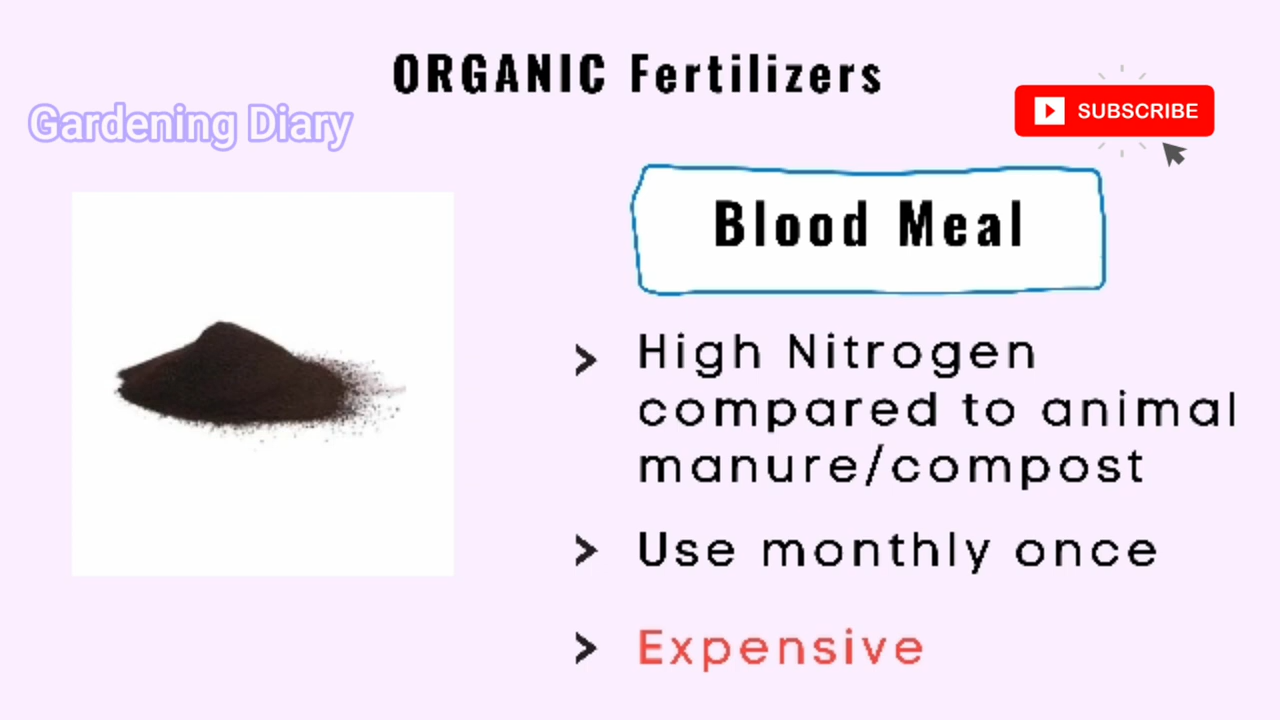 ORGANIC Fertilizers
Gardening Diary
SUBSCRIBE
Blood Meal
> High Nitrogen
compared to animal
manure/compost
> Use monthly once
> Expensive